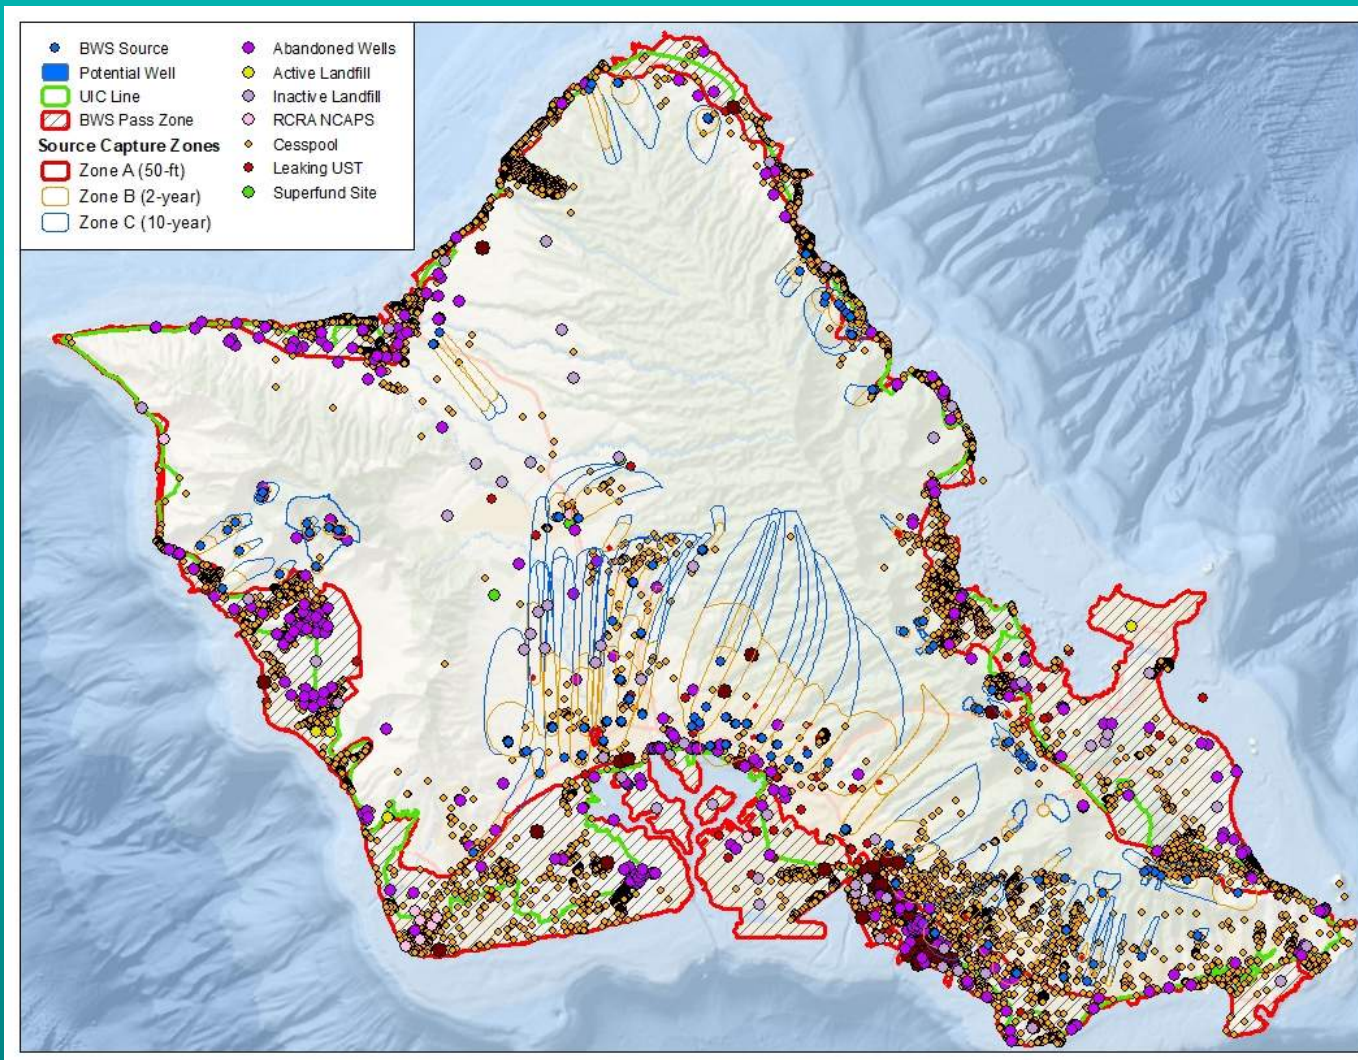 BWS Source
Potential Well
UIC Line
BWS Pass Zone
Source Capture Zones
Zone A (50-ft)
Zone B (2-year)
Zone C (10-year)
Abandoned Wells
Active Landfill
Inactive Landfill
RCRA NCAPS
Cesspool
Leaking UST
Superfund Site